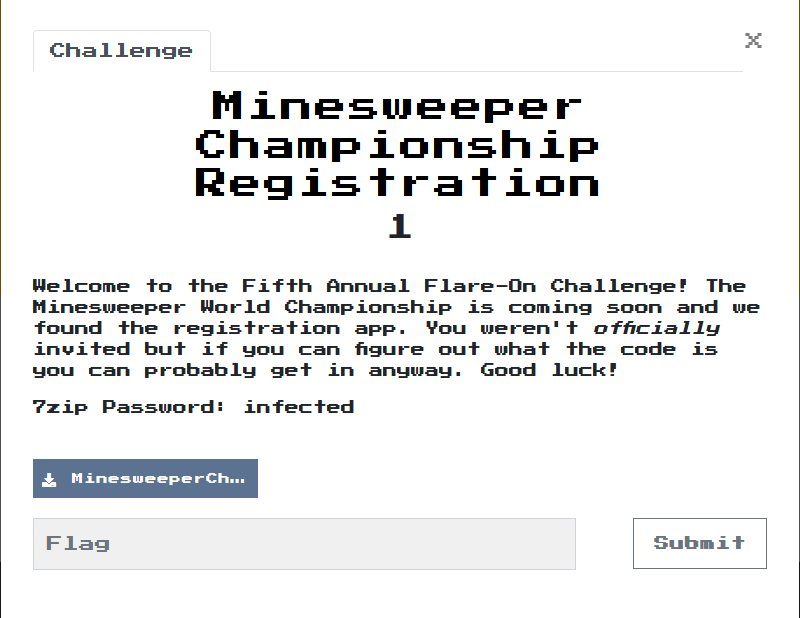 Challenge
x
Minesweeper
Championship
Registration
1
Welcome to the Fifth Annual Flare-On Challenge! The
Minesweeper World Championship is coming soon and we
found the registration app. You weren't officially
invited but if you can figure out what the code is
you can probably get in anyway. Good luck!
7zip Password: infected
MinesweeperCh...
Flag
Submit